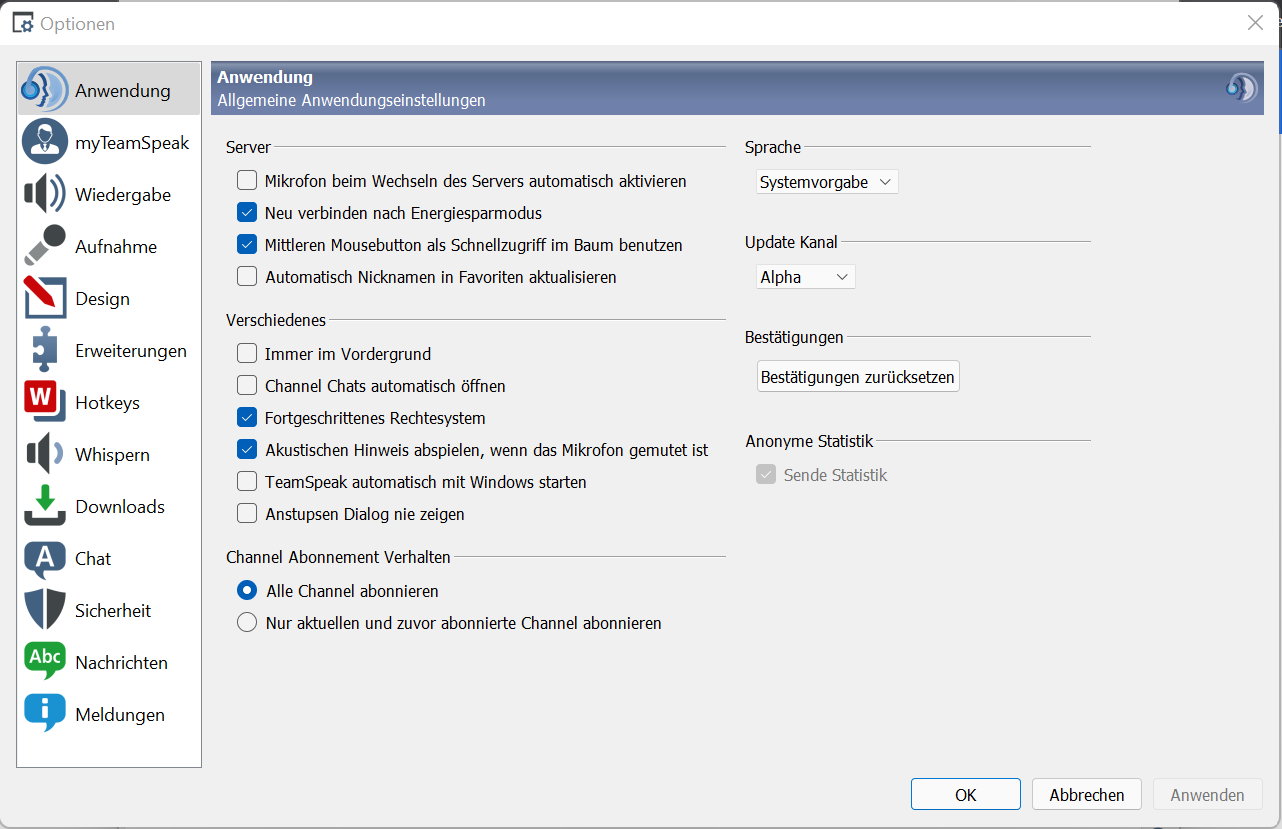 Optionen
Anwendung
myTeamSpeak
Wiedergabe
Aufnahme
Design
Erweiterungen
W
Hotkeys
Whispern
Downloads
A
Chat
Sicherheit
Abc
Nachrichten
i
Meldungen
Anwendung
Allgemeine Anwendungseinstellungen
Server
Mikrofon beim Wechseln des Servers automatisch aktivieren
Neu verbinden nach Energiesparmodus
Mittleren Mousebutton als Schnellzugriff im Baum benutzen
Automatisch Nicknamen in Favoriten aktualisieren
Verschiedenes
Immer im Vordergrund
Channel Chats automatisch öffnen
Fortgeschrittenes Rechtesystem
Akustischen Hinweis abspielen, wenn das Mikrofon gemutet ist
TeamSpeak automatisch mit Windows starten
Anstupsen Dialog nie zeigen
Channel Abonnement Verhalten
Alle Channel abonnieren
Nur aktuellen und zuvor abonnierte Channel abonnieren
Sprache
Systemvorgabe
Update Kanal
Alpha
Bestätigungen
Bestätigungen zurücksetzen
Anonyme Statistik
Sende Statistik
OK
Abbrechen
Anwenden